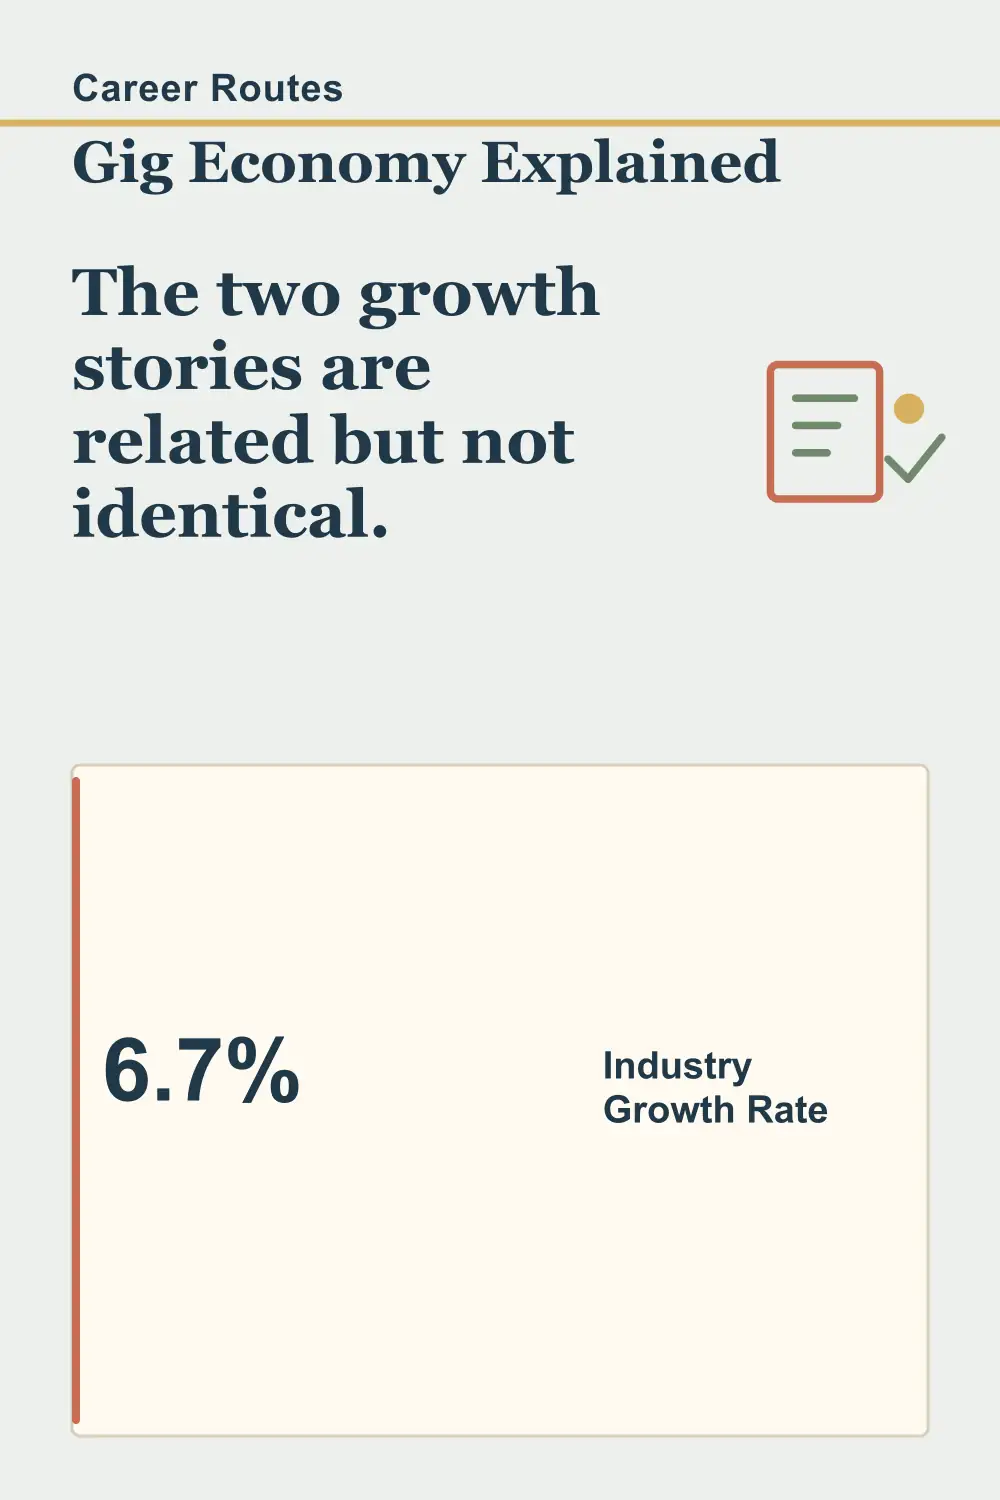 Career Routes
Gig Economy Explained
The two growth
stories are
related but not
identical.
6.7%
Industry
Growth Rate